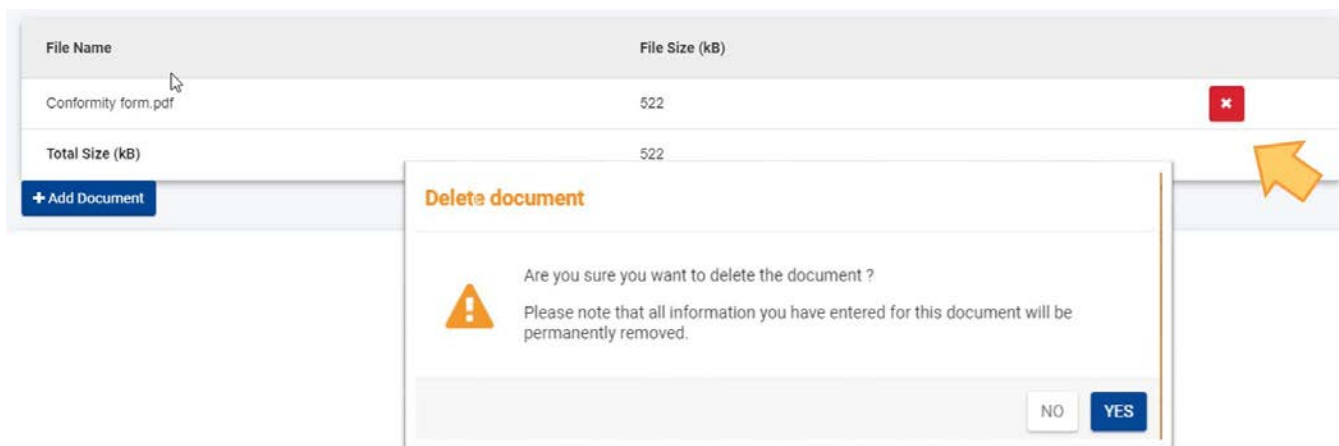 File Name File Size (kB)
Conformity form.pdf 522
Total Size (kB) 522
+ Add Document
Delete document
Are you sure you want to delete the document ?
Please note that all information you have entered for this document will be
permanently removed.
NO YES